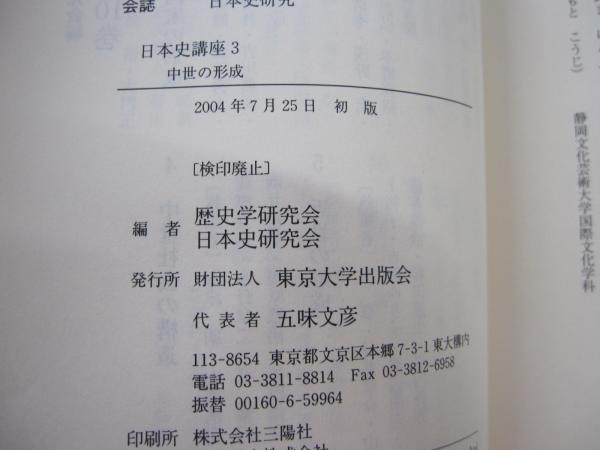 会誌 日本史研究
日本史講座 3
中世の形成
2004 年 7 月 25 日 初 版
[検印廃止]
編 者 歴史学研究会
日本史研究会
発行所 財団法人 東京大学出版会
代 表 者 五味文彦
113-8654 東京都文京区本郷 7-3-1 東大構内
電話 03-3811-8814 Fax 03-3812-6958
振替 00160-6-59964
印刷所 株式会社三陽社
もと こうじ)
静岡文化芸術大学国際文化学科